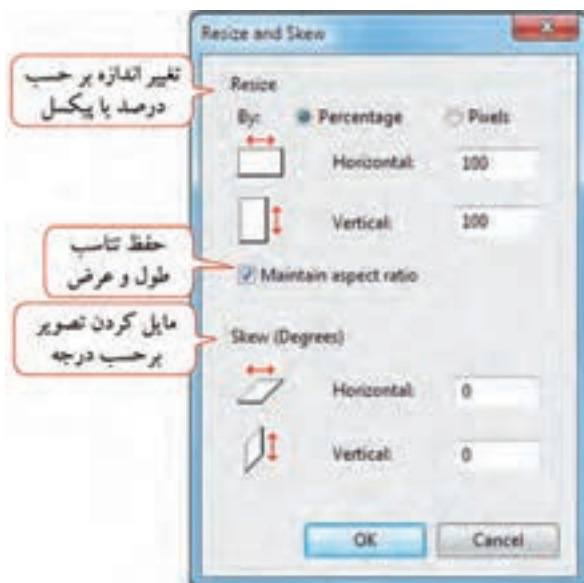 Resize and Skew
تغییر اندازه بر حسب
درصد یا پیکسل
Resize
By: Percentage Pixels
Horizontal: 100
Vertical: 100
حفظ تناسب
طول و عرض
Maintain aspect ratio
مایل کردن تصویر
برحسب درجه
Skew (Degrees)
Horizontal: 0
Vertical: 0
OK Cancel